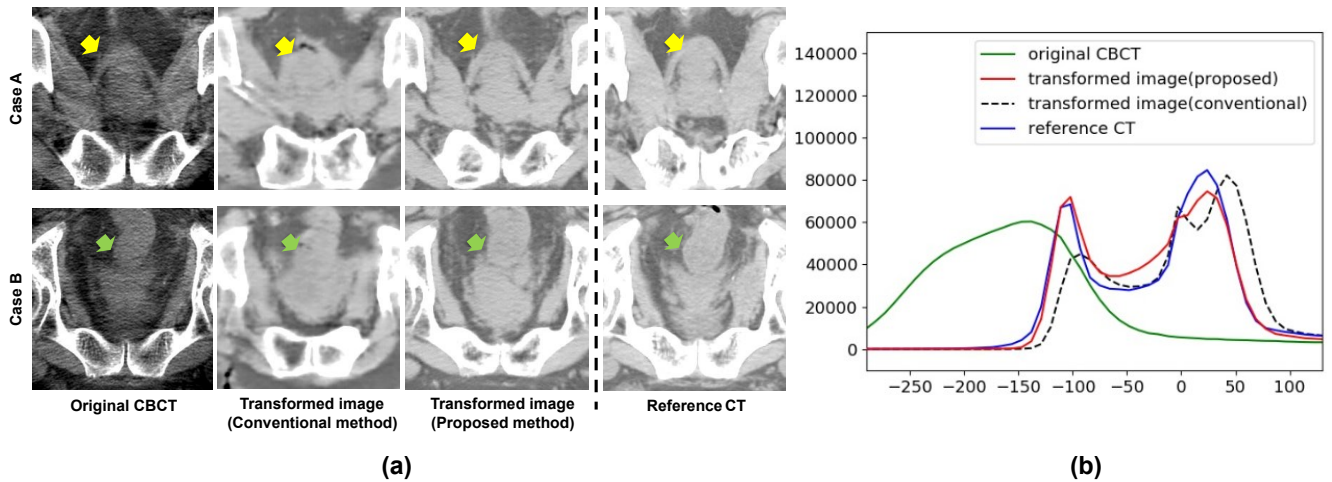 Case A
Case B
Original CBCT
Transformed image
(Conventional method)
Transformed image
(Proposed method)
Reference CT
(a)
original CBCT
transformed image(proposed)
transformed image(conventional)
reference CT
140000
120000
100000
80000
60000
40000
20000
0
−250 −200 −150 −100 −50 0 50 100
(b)